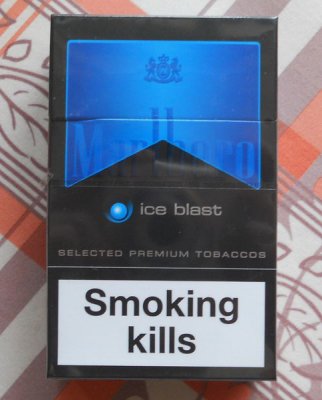 Marlboro
ice blast
SELECTED PREMIUM TOBACCOS
Smoking
kills